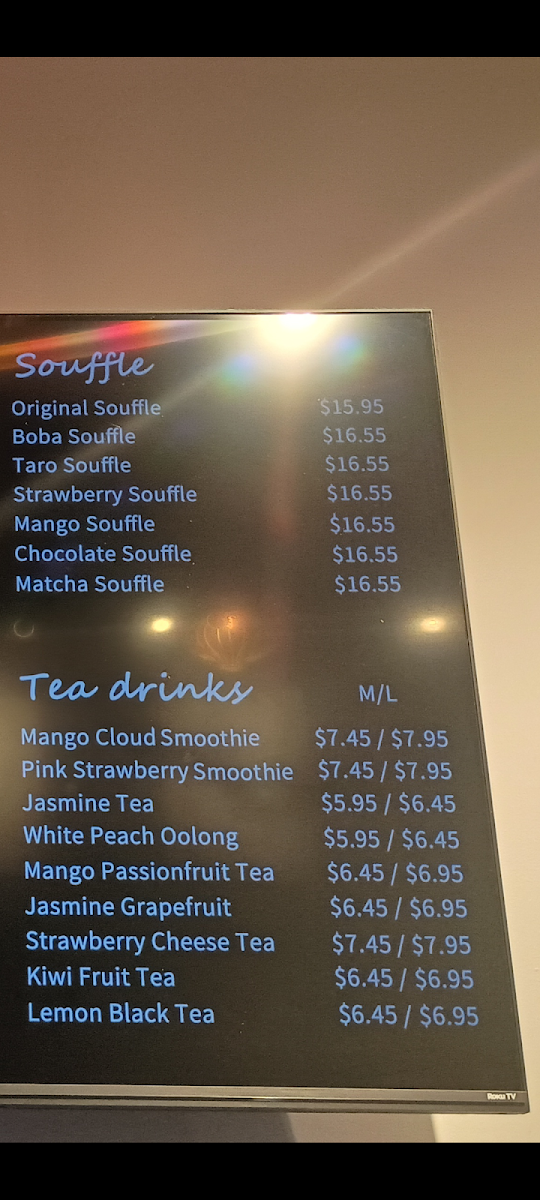 Souffle
Original Souffle $15.95
Boba Souffle $16.55
Taro Souffle $16.55
Strawberry Souffle $16.55
Mango Souffle $16.55
Chocolate Souffle $16.55
Matcha Souffle $16.55
Tea drinks M/L
Mango Cloud Smoothie $7.45 / $7.95
Pink Strawberry Smoothie $7.45 / $7.95
Jasmine Tea $5.95 / $6.45
White Peach Oolong $5.95 / $6.45
Mango Passionfruit Tea $6.45 / $6.95
Jasmine Grapefruit $6.45 / $6.95
Strawberry Cheese Tea $7.45 / $7.95
Kiwi Fruit Tea $6.45 / $6.95
Lemon Black Tea $6.45 / $6.95
Roku TV